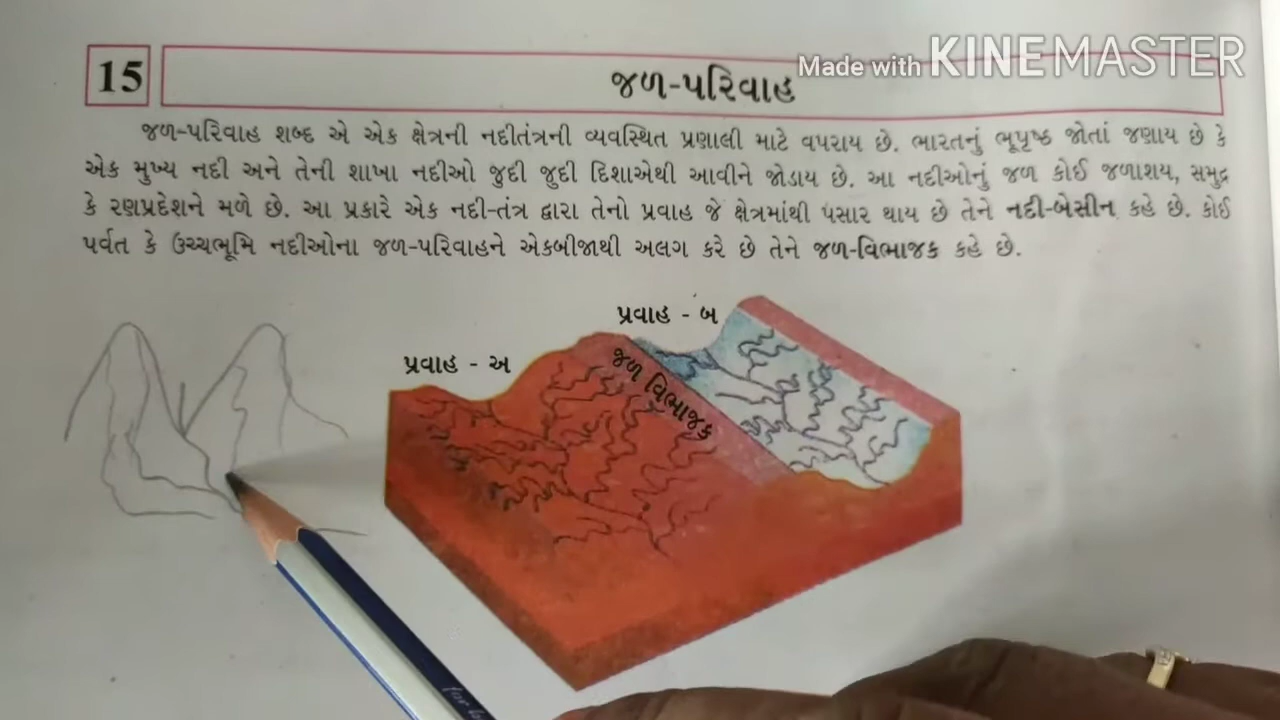 Made with KINEMASTER
15
જળ-પરિવાહ
જળ-પરિવાહ શબ્દ એ એક ક્ષેત્રની નદીતંત્રની વ્યવસ્થિત પ્રણાલી માટે વપરાય છે. ભારતનું ભૂપૃષ્ઠ જોતાં જણાય છે કે
એક મુખ્ય નદી અને તેની શાખા નદીઓ જુદી જુદી દિશાએથી આવીને જોડાય છે. આ નદીઓનું જળ કોઈ જળાશય, સમુદ્ર
કે રણપ્રદેશને મળે છે. આ પ્રકારે એક નદી-તંત્ર દ્વારા તેનો પ્રવાહ જે ક્ષેત્રમાંથી પસાર થાય છે તેને નદી-બેસીન કહે છે. કોઈ
પર્વત કે ઉચ્ચભૂમિ નદીઓના જળ-પરિવાહને એકબીજાથી અલગ કરે છે તેને જળ-વિભાજક કહે છે.
પ્રવાહ - બ
પ્રવાહ - અ
જળ વિભાજક